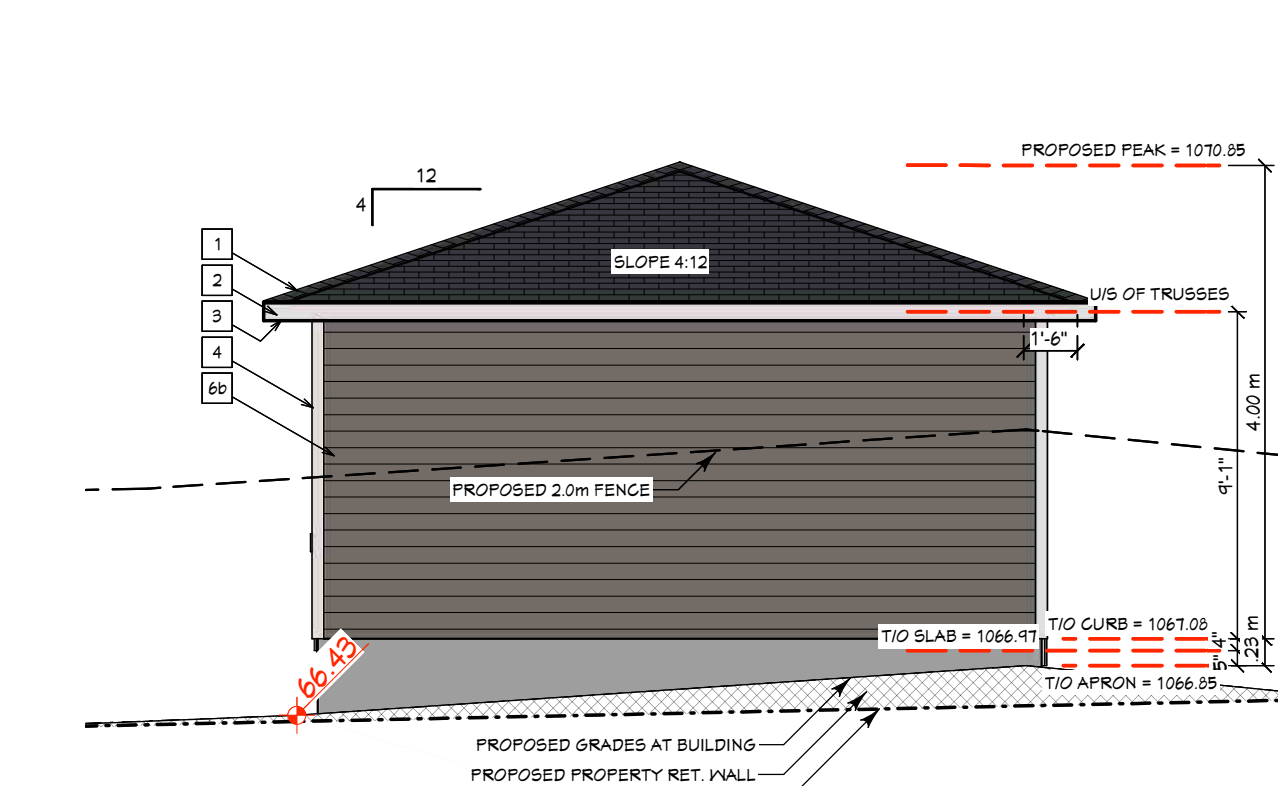 PROPOSED PEAK = 1070.85
12
4
1
SLOPE 4:12
2
U/S OF TRUSSES
3
1'-6"
4
6b
4.00 m
9'-1"
PROPOSED 2.0m FENCE
T/O CURB = 1067.08
T/O SLAB = 1066.97
4"
.23 m
5"
66.43
T/O APRON = 1066.85
PROPOSED GRADES AT BUILDING
PROPOSED PROPERTY RET. WALL